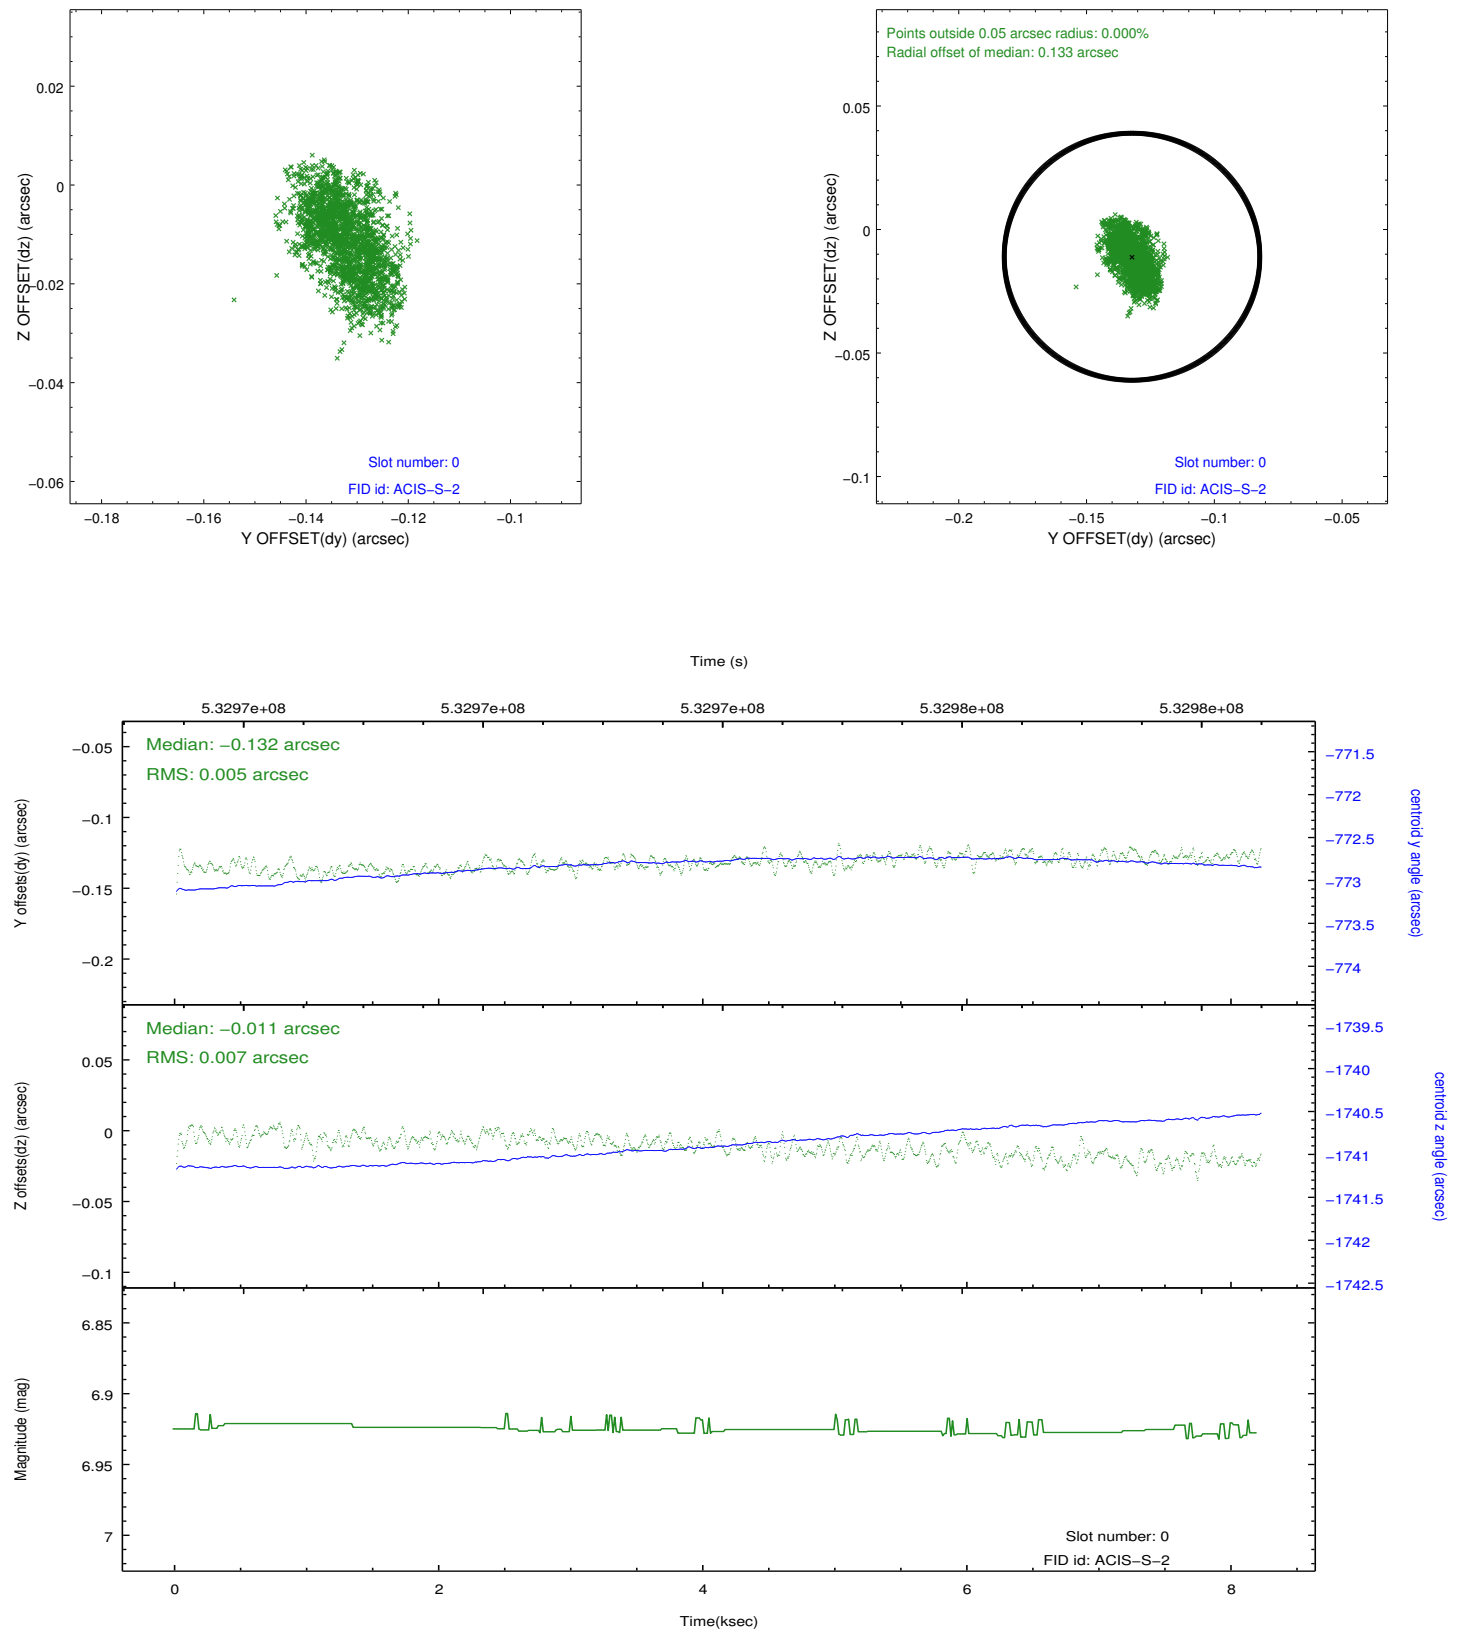 0.02
0
−0.02
−0.04
−0.06
Z OFFSET(dz) (arcsec)
Slot number: 0
FID id: ACIS−S−2
−0.18
−0.16
−0.14
−0.12
−0.1
Y OFFSET(dy) (arcsec)
Points outside 0.05 arcsec radius: 0.000%
Radial offset of median: 0.133 arcsec
0.05
0
−0.05
−0.1
Z OFFSET(dz) (arcsec)
Slot number: 0
FID id: ACIS−S−2
−0.2
−0.15
−0.1
−0.05
Y OFFSET(dy) (arcsec)
Time (s)
5.3297e+08
5.3297e+08
5.3297e+08
5.3298e+08
5.3298e+08
Median: −0.132 arcsec
RMS: 0.005 arcsec
−0.05
−0.1
−0.15
−0.2
Y offsets(dy) (arcsec)
−771.5
−772
−772.5
−773
−773.5
−774
centroid y angle (arcsec)
Median: −0.011 arcsec
RMS: 0.007 arcsec
0.05
0
−0.05
−0.1
Z offsets(dz) (arcsec)
−1739.5
−1740
−1740.5
−1741
−1741.5
−1742
−1742.5
centroid z angle (arcsec)
6.85
6.9
6.95
7
Magnitude (mag)
Slot number: 0
FID id: ACIS−S−2
0
2
4
6
8
Time(ksec)